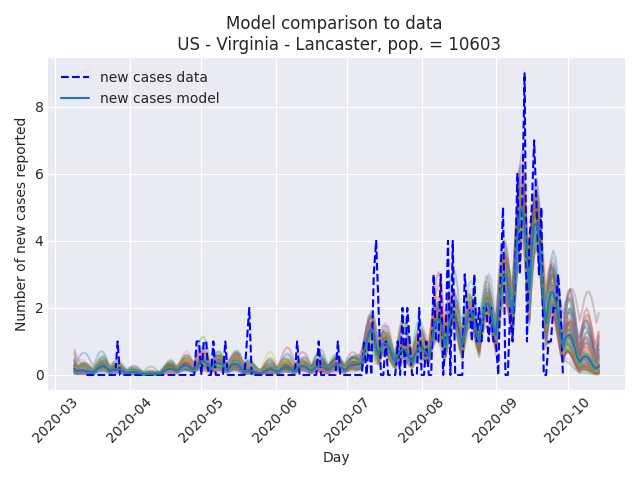 Model comparison to data
US - Virginia - Lancaster, pop. = 10603
new cases data
new cases model
Number of new cases reported
8
6
4
2
0
2020-03
2020-04
2020-05
2020-06
2020-07
2020-08
2020-09
2020-10
Day